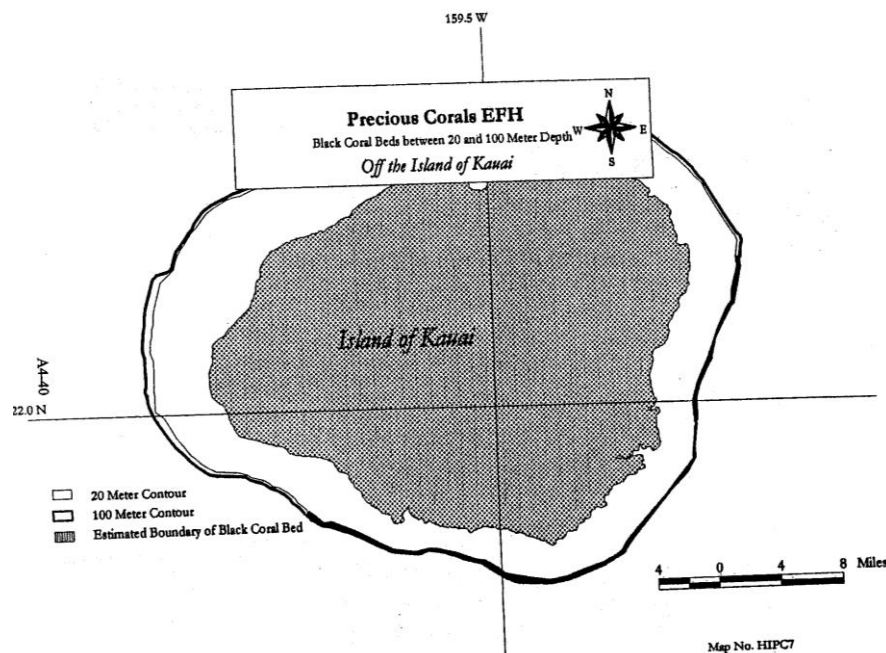 159.5 W
Precious Corals EFH
Black Coral Beds between 20 and 100 Meter Depth
Off the Island of Kauai
N
W E
S
Island of Kauai
A4-40
22.0 N
20 Meter Contour
100 Meter Contour
Estimated Boundary of Black Coral Bed
4 0 4 8 Miles
Map No. HIPC7